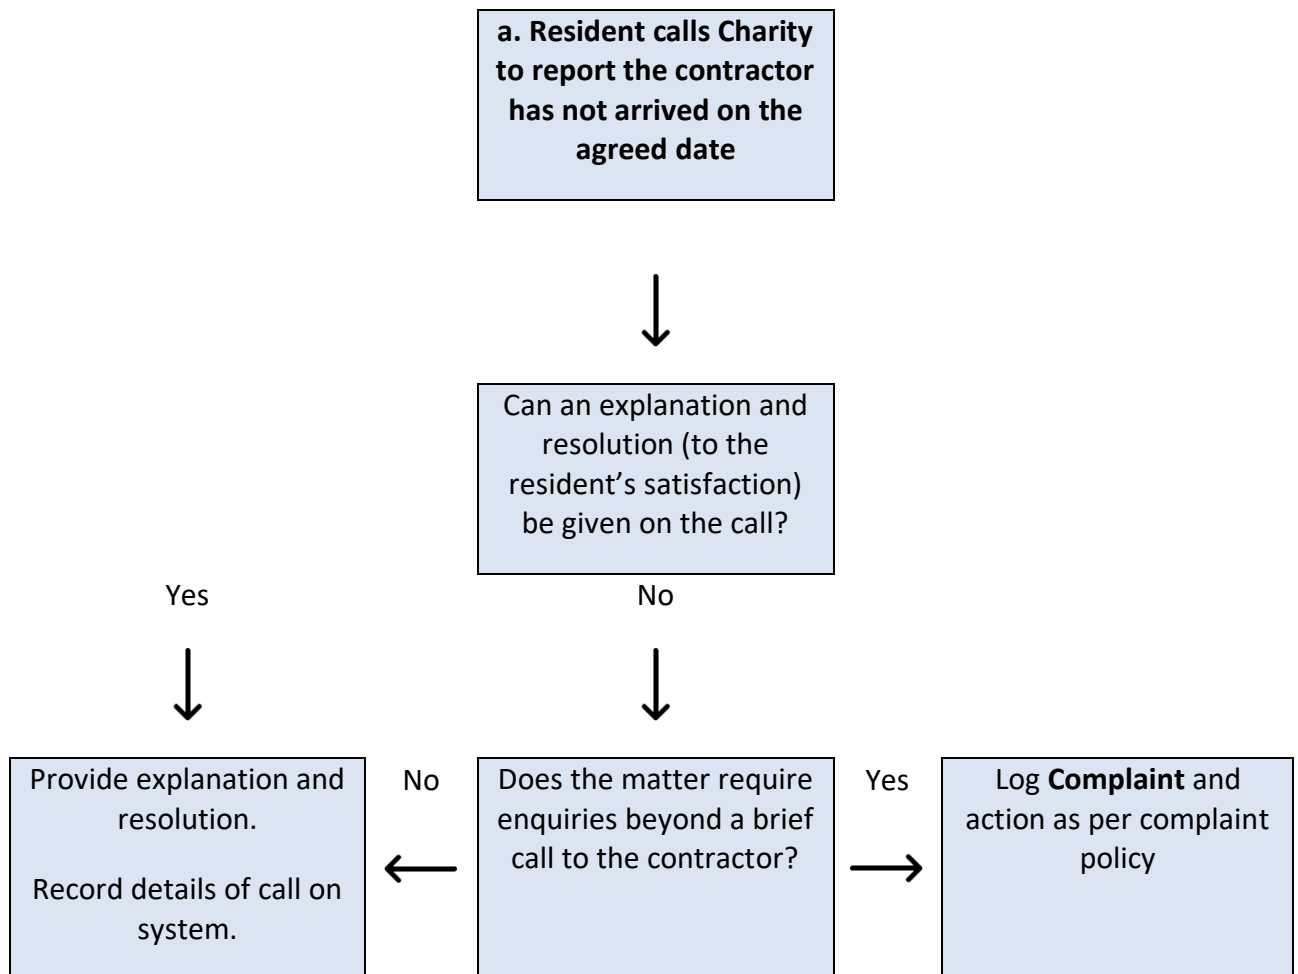 a. Resident calls Charity
to report the contractor
has not arrived on the
agreed date
Can an explanation and
resolution (to the
resident’s satisfaction)
be given on the call?
Yes
No
Provide explanation and
resolution.
Record details of call on
system.
No
Does the matter require
enquiries beyond a brief
call to the contractor?
Yes
Log Complaint and
action as per complaint
policy